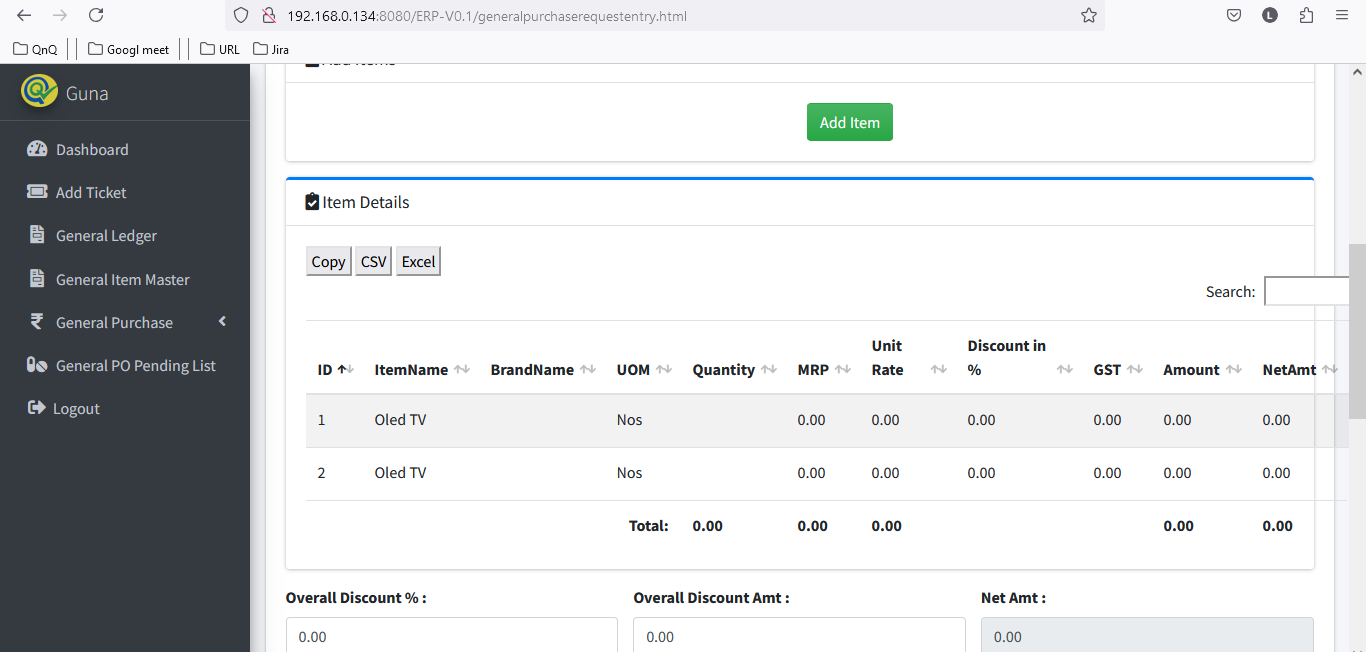 192.168.0.134:8080/ERP-V0.1/generalpurchaserequestentry.html
L
QnQ Googl meet URL Jira
Guna
Dashboard
Add Ticket
General Ledger
General Item Master
General Purchase
General PO Pending List
Logout
Add Items
Add Item
Item Details
Copy CSV Excel
Search:
ID ItemName BrandName UOM Quantity MRP Unit Rate Discount in % GST Amount NetAmt
1 Oled TV Nos 0.00 0.00 0.00 0.00 0.00 0.00
2 Oled TV Nos 0.00 0.00 0.00 0.00 0.00 0.00
Total: 0.00 0.00 0.00 0.00 0.00
Overall Discount % : Overall Discount Amt : Net Amt :
0.00 0.00 0.00